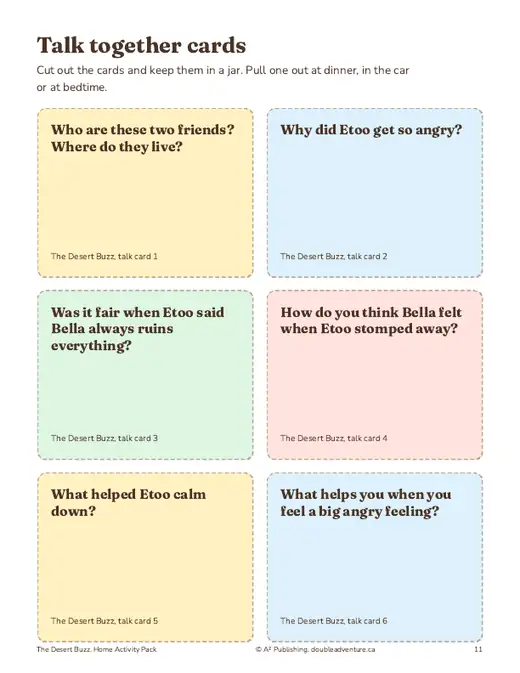 Talk together cards
Cut out the cards and keep them in a jar. Pull one out at dinner, in the car
or at bedtime.
Who are these two friends?
Where do they live?
The Desert Buzz, talk card 1
Why did Etoo get so angry?
The Desert Buzz, talk card 2
Was it fair when Etoo said
Bella always ruins
everything?
The Desert Buzz, talk card 3
How do you think Bella felt
when Etoo stomped away?
The Desert Buzz, talk card 4
What helped Etoo calm
down?
The Desert Buzz, talk card 5
What helps you when you
feel a big angry feeling?
The Desert Buzz, talk card 6
The Desert Buzz. Home Activity Pack
© A² Publishing, doubleadventure.ca
11